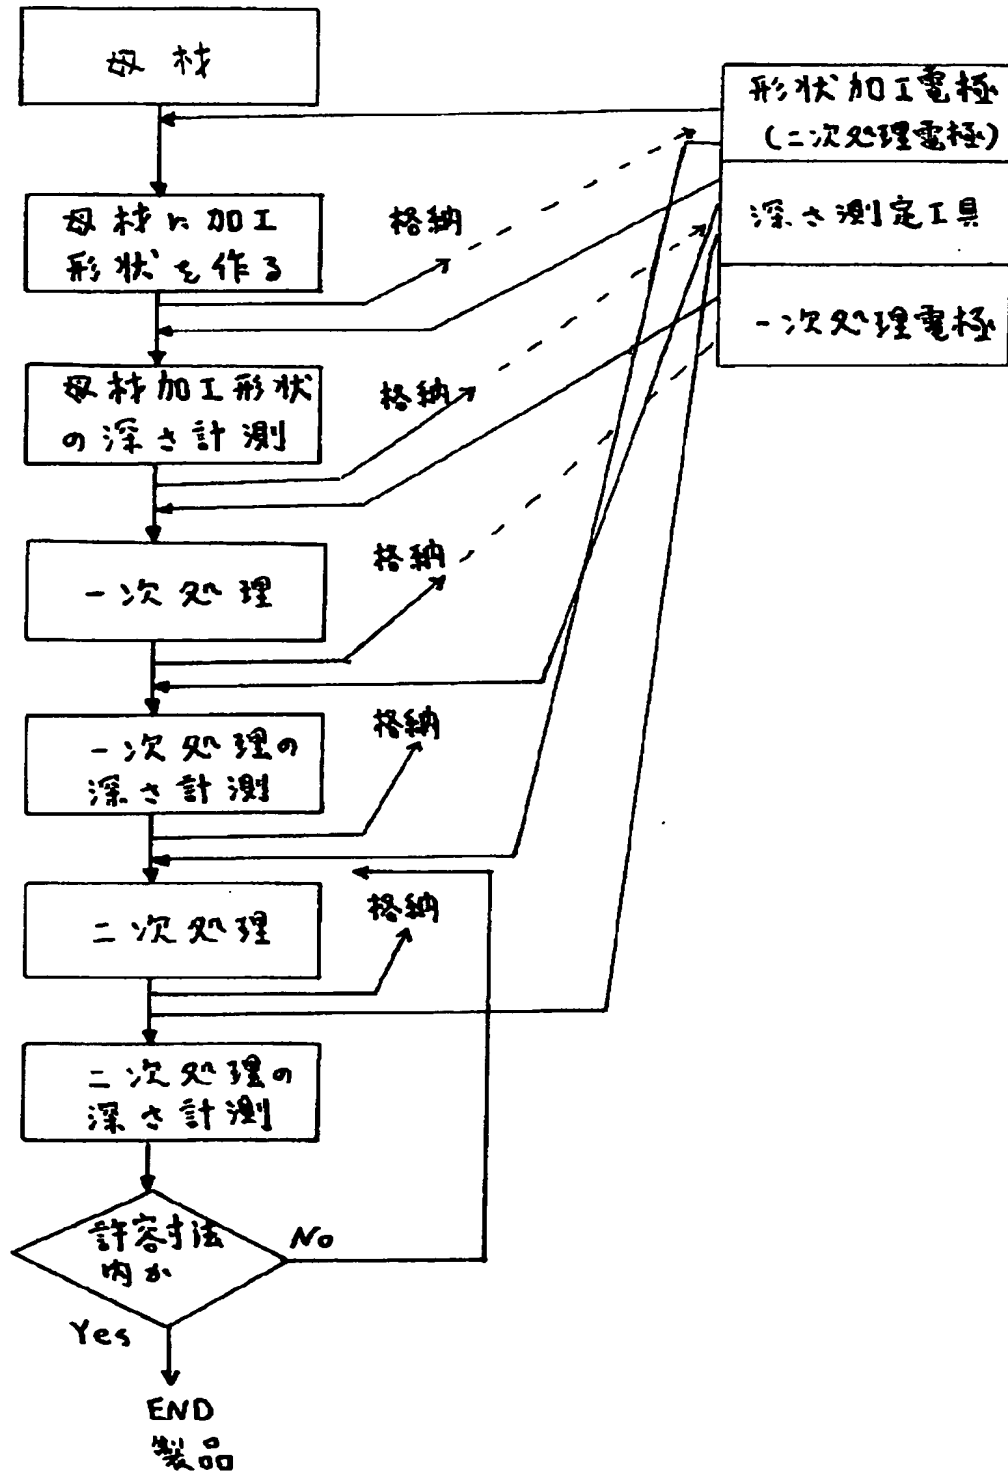 母材
形状加工電極
(二次処理電極)
深さ測定工具
一次処理電極
母材に加工
形状を作る
格納
母材加工形状
の深さ計測
格納
一次処理
格納
一次処理の
深さ計測
格納
二次処理
格納
二次処理の
深さ計測
許容寸法
内か
No
Yes
END
製品